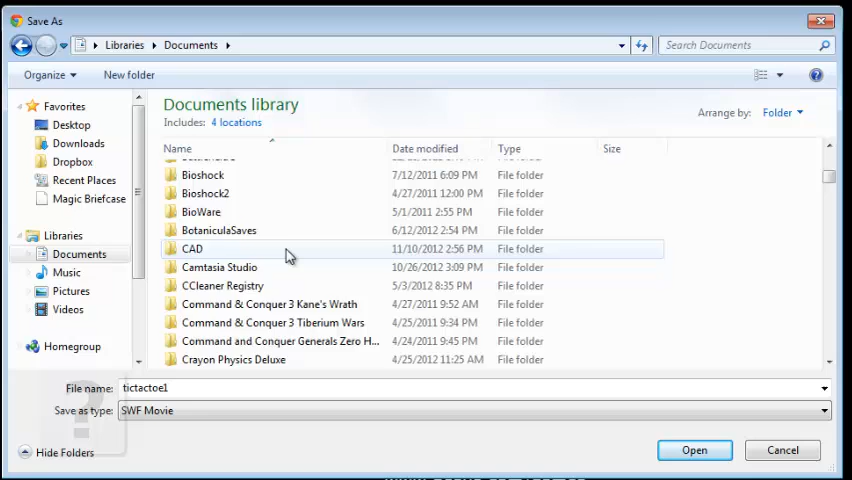 Save As
Libraries Documents
Search Documents
Organize New folder ?
Favorites
Desktop
Downloads
Dropbox
Recent Places
Magic Briefcase
Libraries
Documents
Music
Pictures
Videos
Homegroup
Documents library
Includes: 4 locations
Arrange by: Folder
Name Date modified Type Size
Bioshock 7/12/2011 6:09 PM File folder
Bioshock2 4/27/2011 12:00 PM File folder
BioWare 5/1/2011 2:55 PM File folder
BotaniculaSaves 6/12/2012 2:54 PM File folder
CAD 11/10/2012 2:56 PM File folder
Camtasia Studio 10/26/2012 3:09 PM File folder
CCleaner Registry 5/3/2012 8:35 PM File folder
Command & Conquer 3 Kane's Wrath 4/27/2011 9:52 AM File folder
Command & Conquer 3 Tiberium Wars 4/25/2011 9:34 PM File folder
Command and Conquer Generals Zero H... 4/24/2011 9:45 PM File folder
Crayon Physics Deluxe 4/25/2012 11:25 AM File folder
File name: tictactoe1
Save as type: SWF Movie
?
Hide Folders Open Cancel